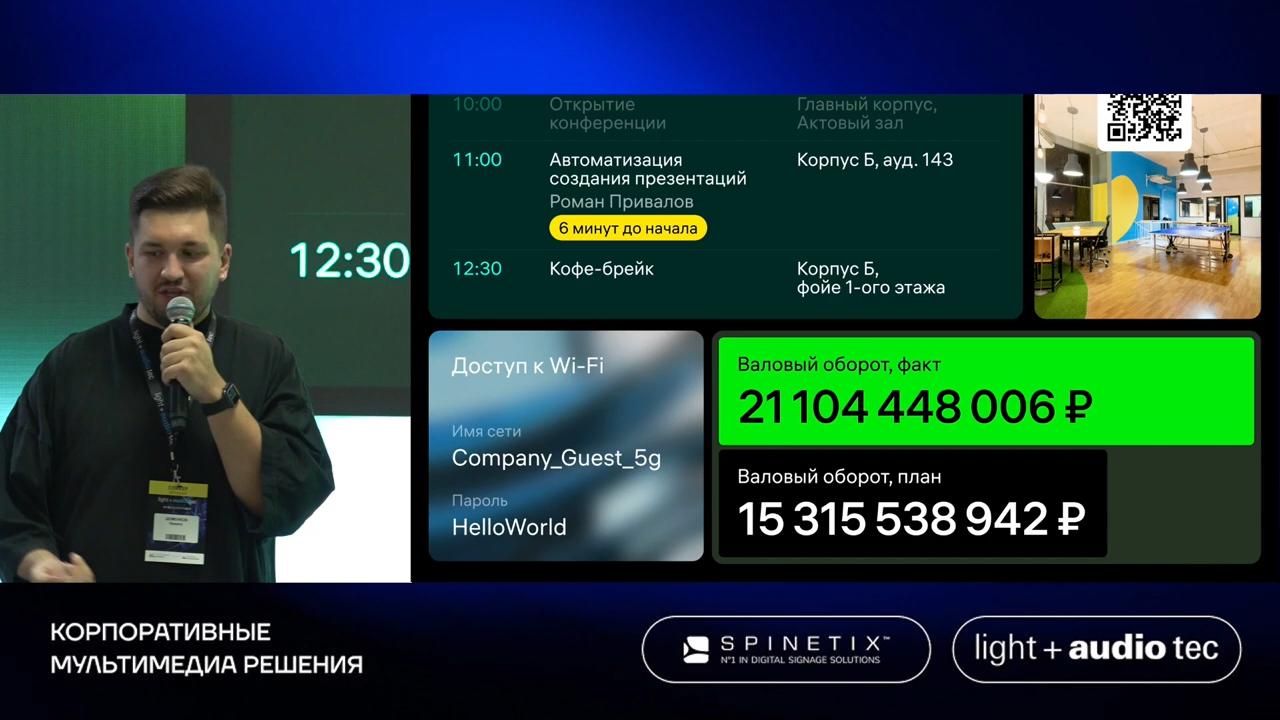 12:30
10:00
Открытие
конференции
Главный корпус,
Актовый зал
11:00
Автоматизация
создания презентаций
Роман Привалов
6 минут до начала
Корпус Б, ауд. 143
12:30
Кофе-брейк
Корпус Б,
фойе 1-ого этажа
Доступ к Wi-Fi
Имя сети
Company_Guest_5g
Пароль
HelloWorld
Валовый оборот, факт
21 104 448 006 ₽
Валовый оборот, план
15 315 538 942 ₽
КОРПОРАТИВНЫЕ
МУЛЬТИМЕДИА РЕШЕНИЯ
SPINETIX™
N°1 IN DIGITAL SIGNAGE SOLUTIONS
light + audio tec